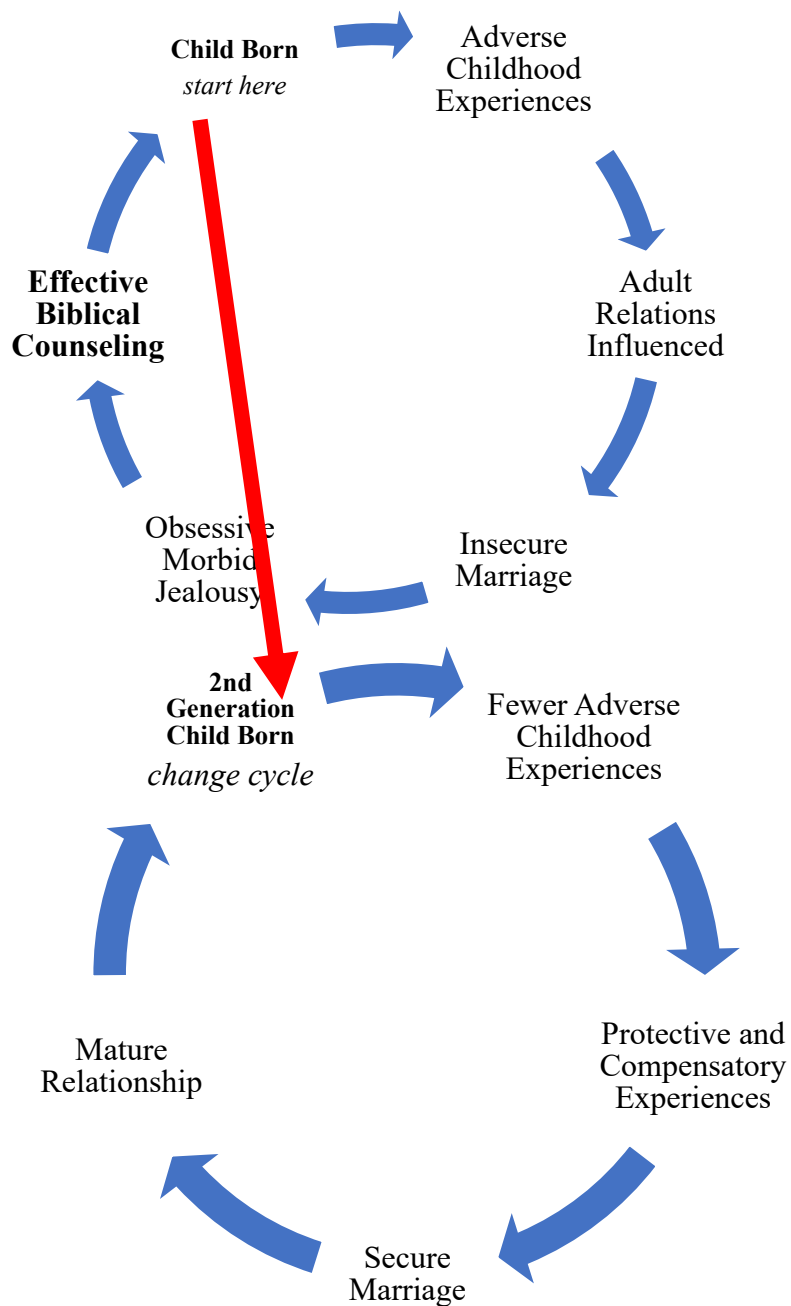 Child Born
start here
Adverse
Childhood
Experiences
Adult
Relations
Influenced
Insecure
Marriage
Obsessive
Morbid
Jealousy
Effective
Biblical
Counseling
2nd
Generation
Child Born
change cycle
Fewer Adverse
Childhood
Experiences
Protective and
Compensatory
Experiences
Secure
Marriage
Mature
Relationship